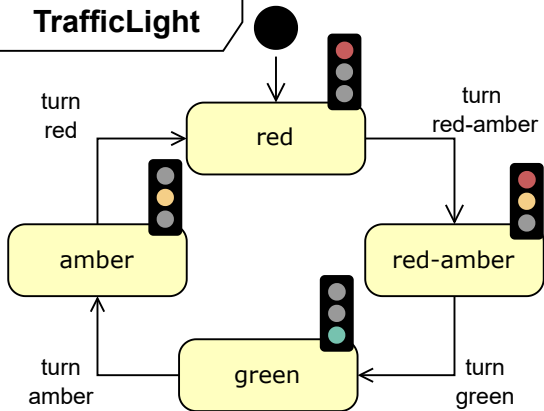 TrafficLight
turn
red
turn
red-amber
red
amber
red-amber
turn
amber
green
turn
green